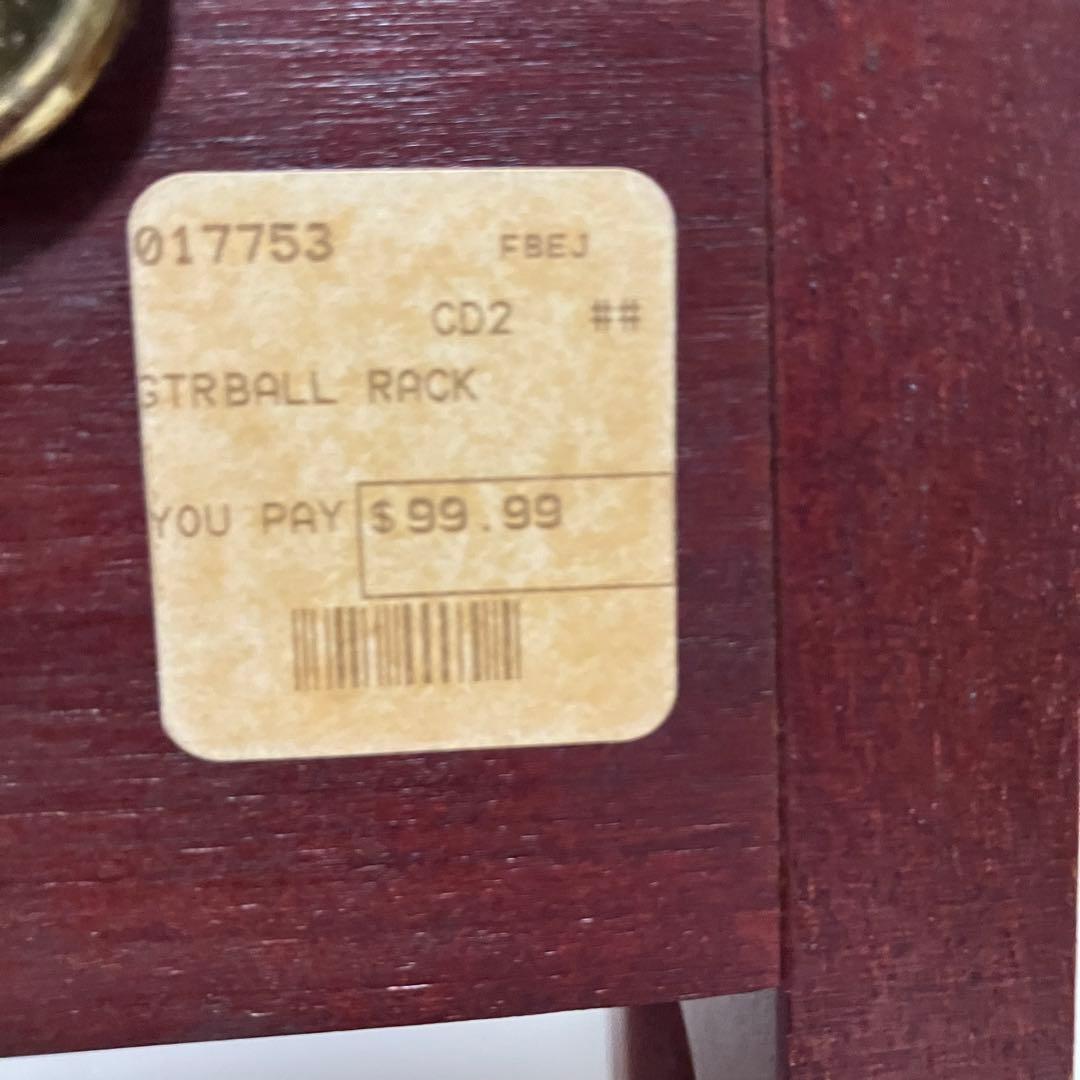 017753 FBEJ
CD2 ##
GTRBALL RACK
YOU PAY $99.99